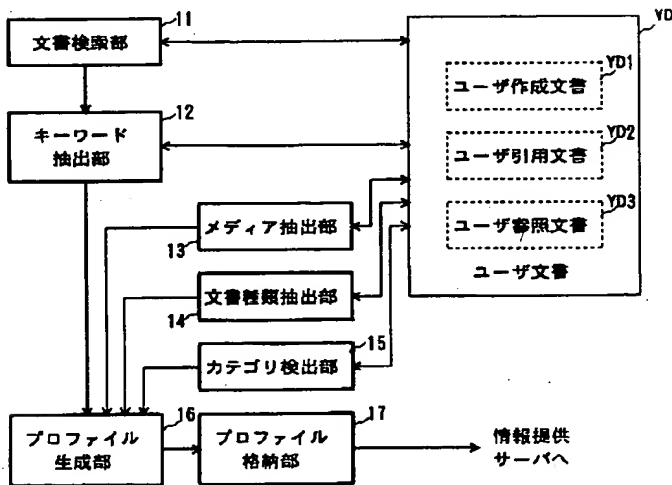 11
文書検索部
YD
YD1
ユーザ作成文書
12
キーワード
抽出部
YD2
ユーザ引用文書
YD3
ユーザ参照文書
ユーザ文書
メディア抽出部
13
文書種類抽出部
14
15
カテゴリ検出部
16
プロファイル
生成部
17
プロファイル
格納部
情報提供
サーバへ